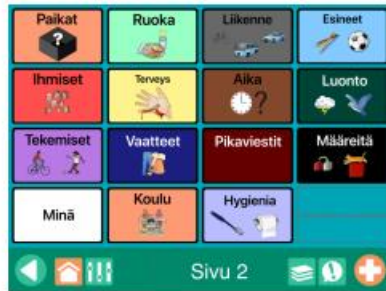 Paikat
Ruoka
Liikenne
Esineet
Ihmiset
Terveys
Aika
Luonto
Tekemiset
Vaatteet
Pikaviestit
Määreitä
Minä
Koulu
Hygienia
Sivu 2